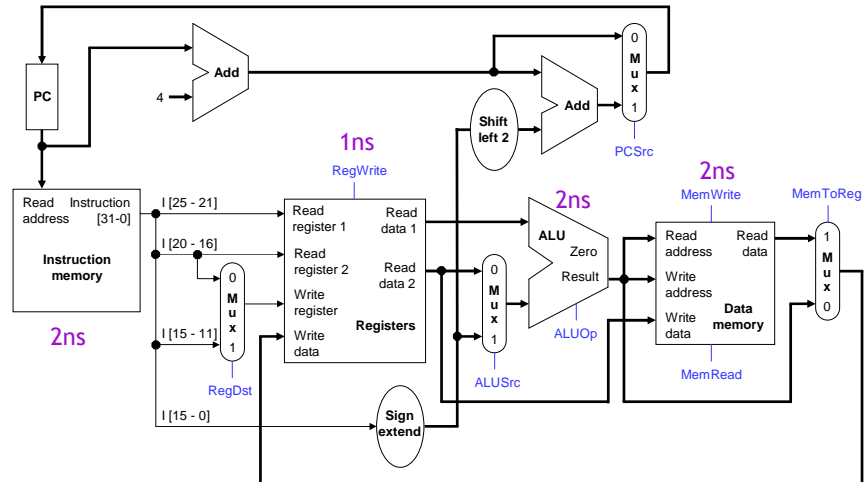 PC
Add
4
Add
Shift
left 2
0
M
u
x
1
PCSrc
1ns
RegWrite
2ns
2ns
MemWrite
MemToReg
Read
address
Instruction
[31-0]
Instruction
memory
2ns
I [25 - 21]
I [20 - 16]
I [15 - 11]
I [15 - 0]
0
M
u
x
1
RegDst
Read
register 1
Read
register 2
Write
register
Write
data
Read
data 1
Read
data 2
Registers
Sign
extend
0
M
u
x
1
ALUSrc
ALU
Zero
Result
ALUOp
Read
address
Write
address
Write
data
Read
data
Data
memory
MemRead
1
M
u
x
0